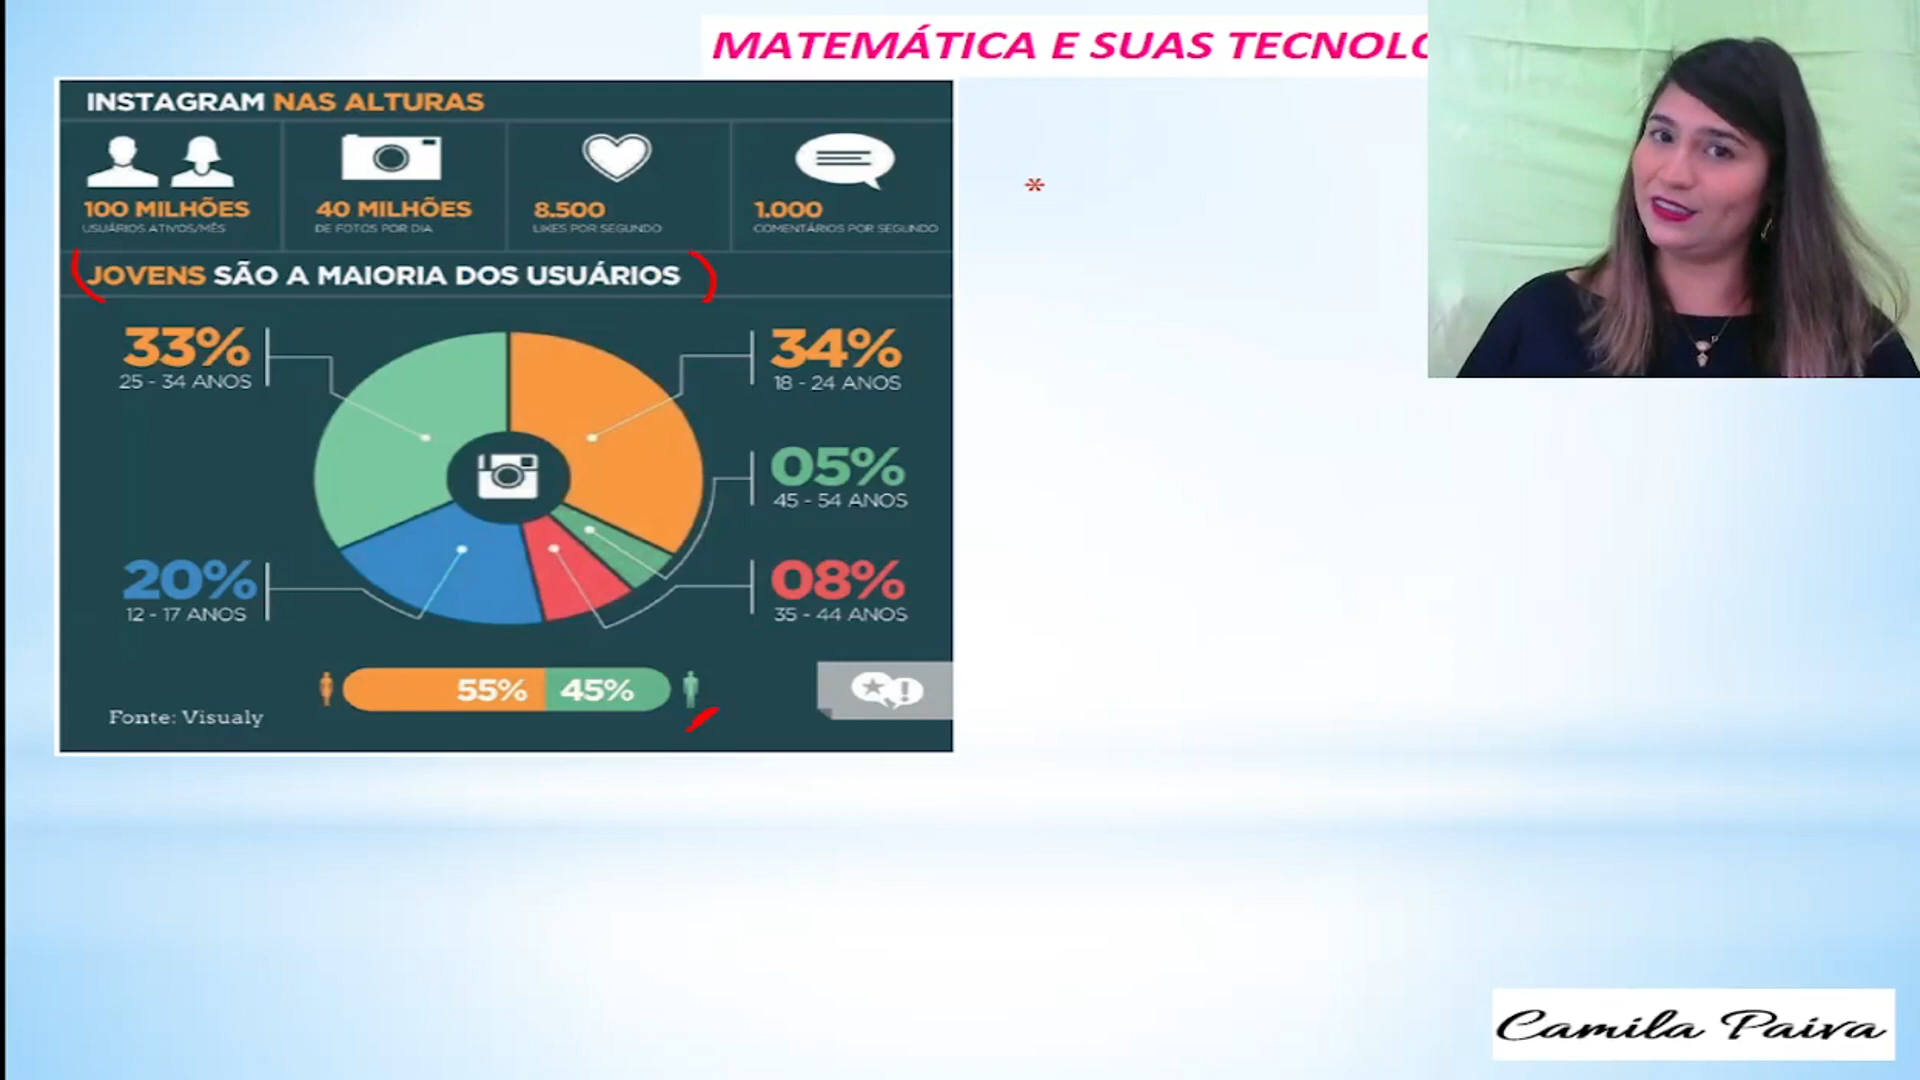 MATEMÁTICA E SUAS TECNOLO
INSTAGRAM NAS ALTURAS
100 MILHÕES
USUÁRIOS ATIVOS/MÊS
40 MILHÕES
DE FOTOS POR DIA
8.500
LIKES POR SEGUNDO
1.000
COMENTÁRIOS POR SEGUNDO
JOVENS SÃO A MAIORIA DOS USUÁRIOS
33%
25 - 34 ANOS
34%
18 - 24 ANOS
05%
45 - 54 ANOS
20%
12 - 17 ANOS
08%
35 - 44 ANOS
55% 45%
Fonte: Visualy
*
Camila Paiva